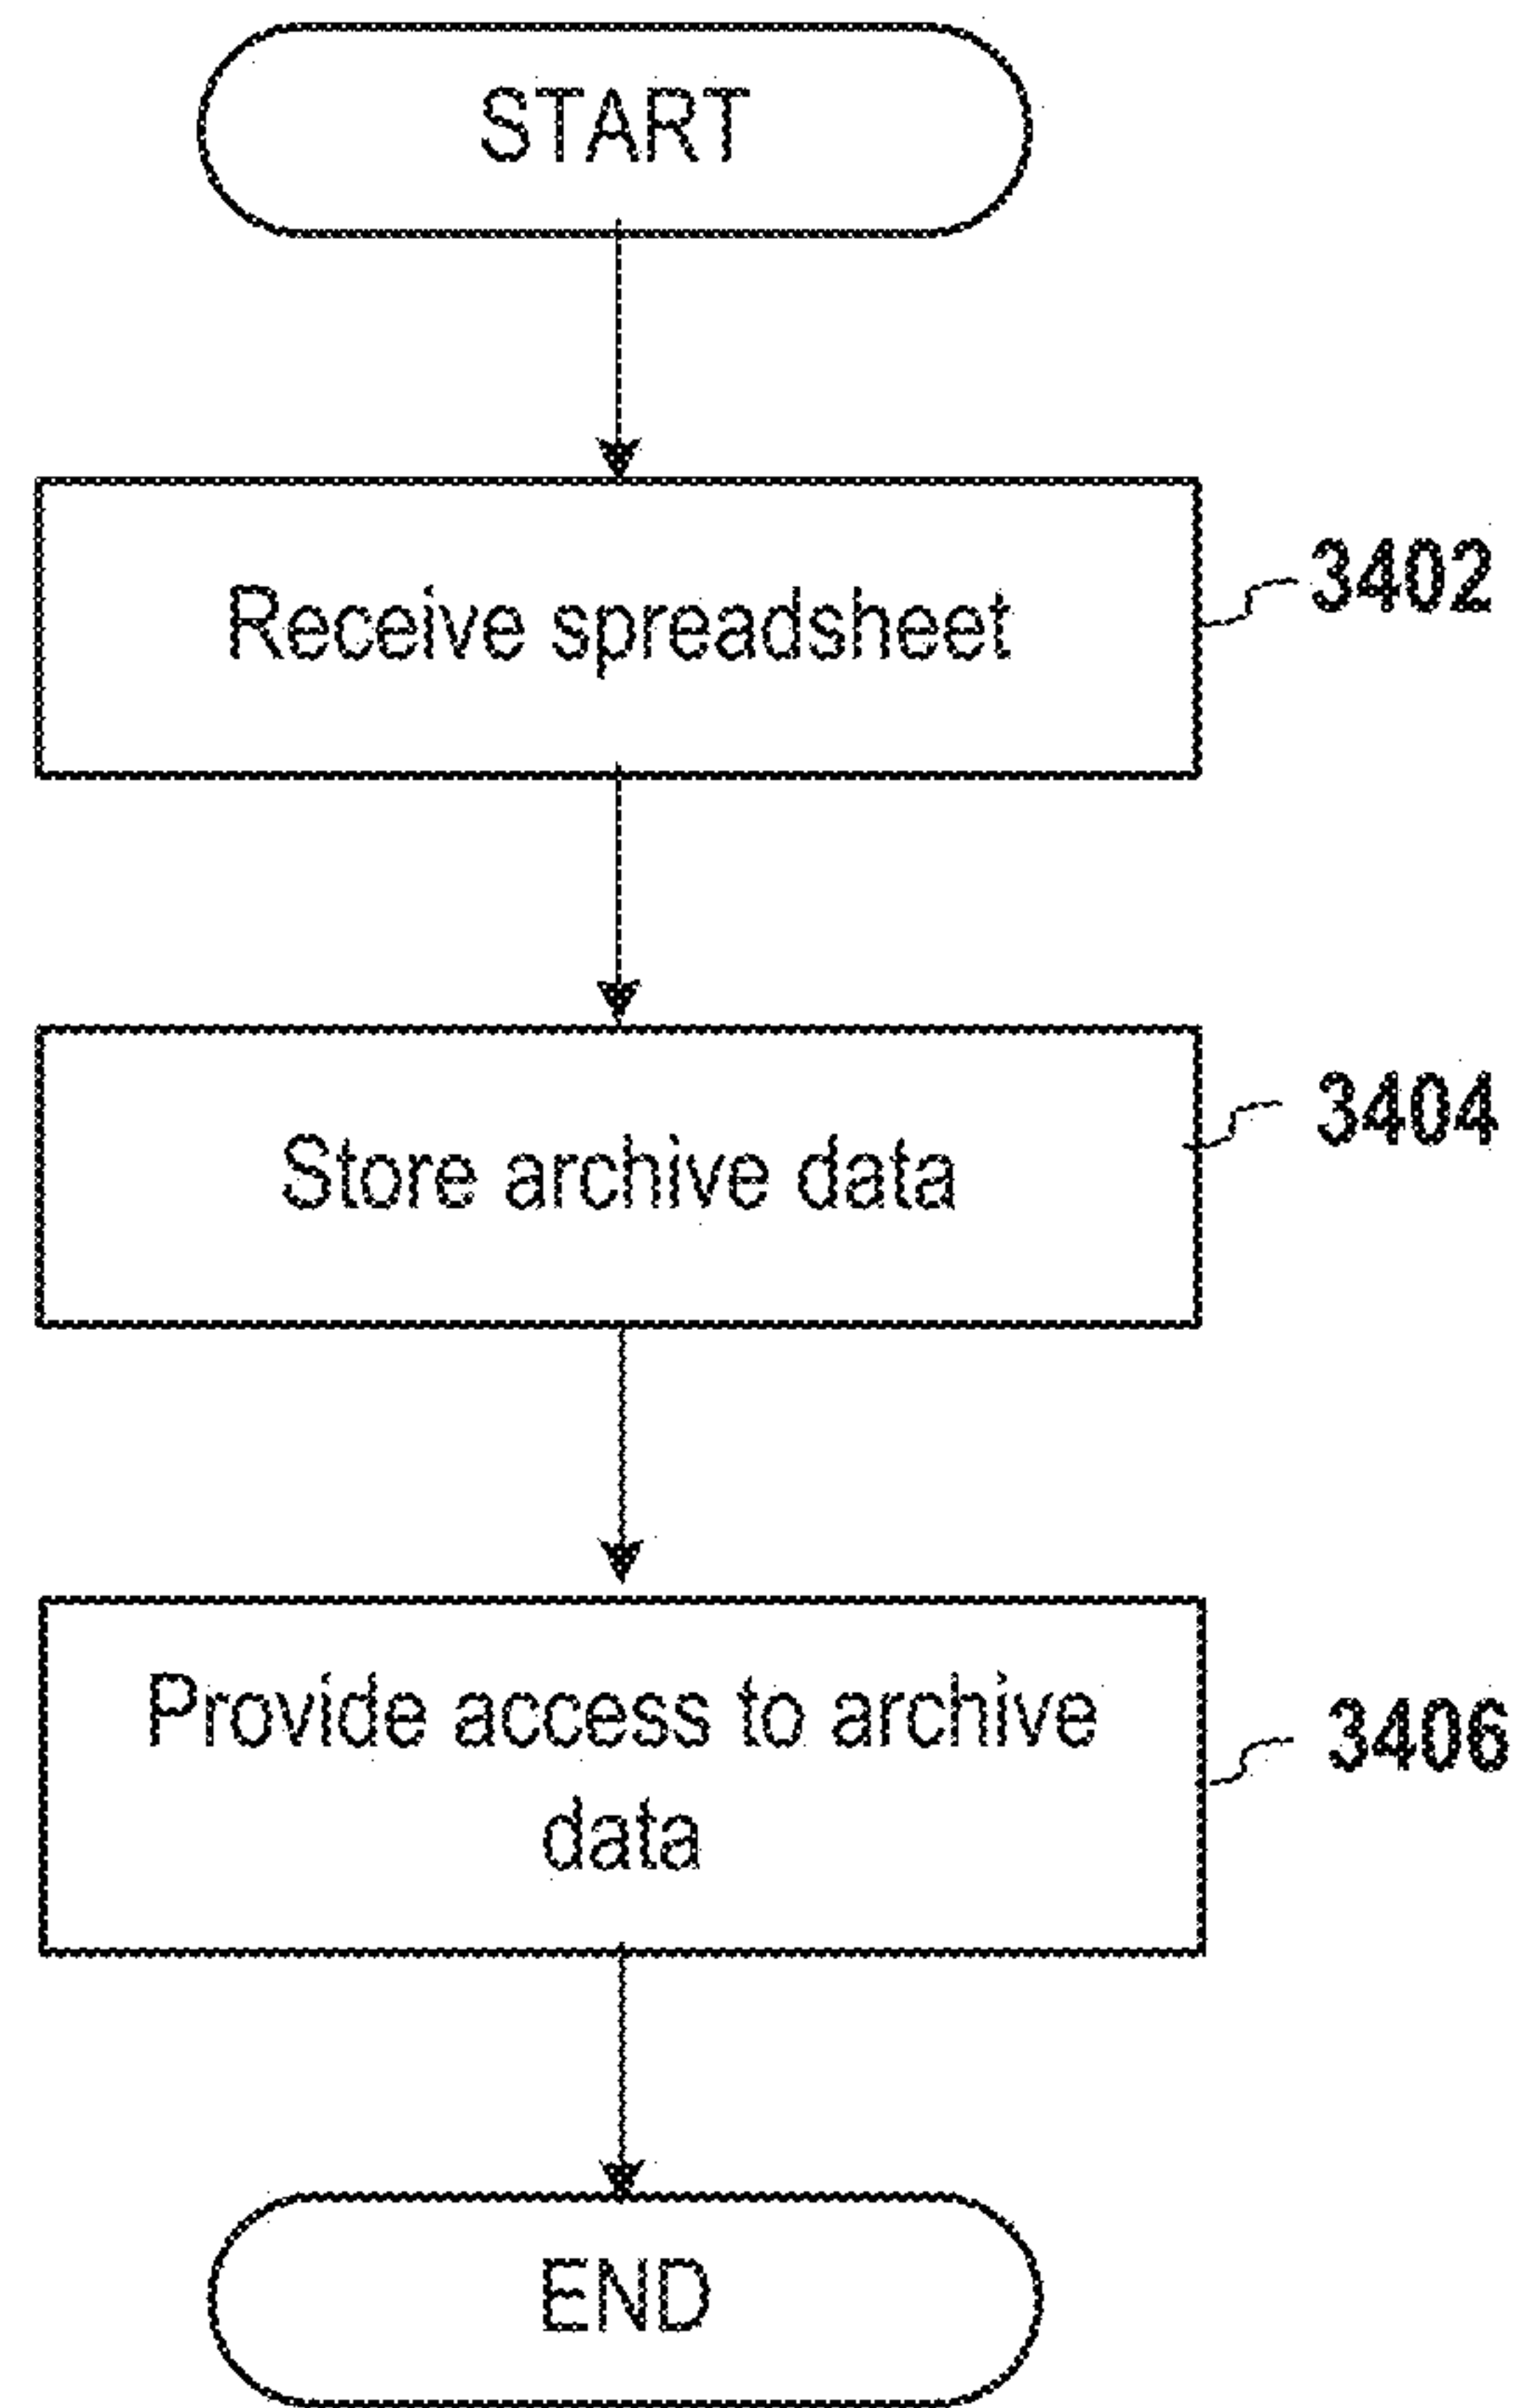 START
Receive spreadsheet
3402
Store archive data
3404
Provide access to archive
data
3406
END